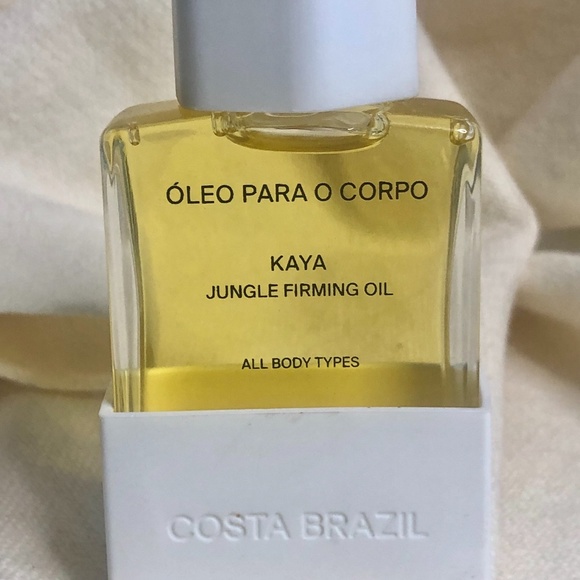 ÓLEO PARA O CORPO
KAYA
JUNGLE FIRMING OIL
ALL BODY TYPES
COSTA BRAZIL